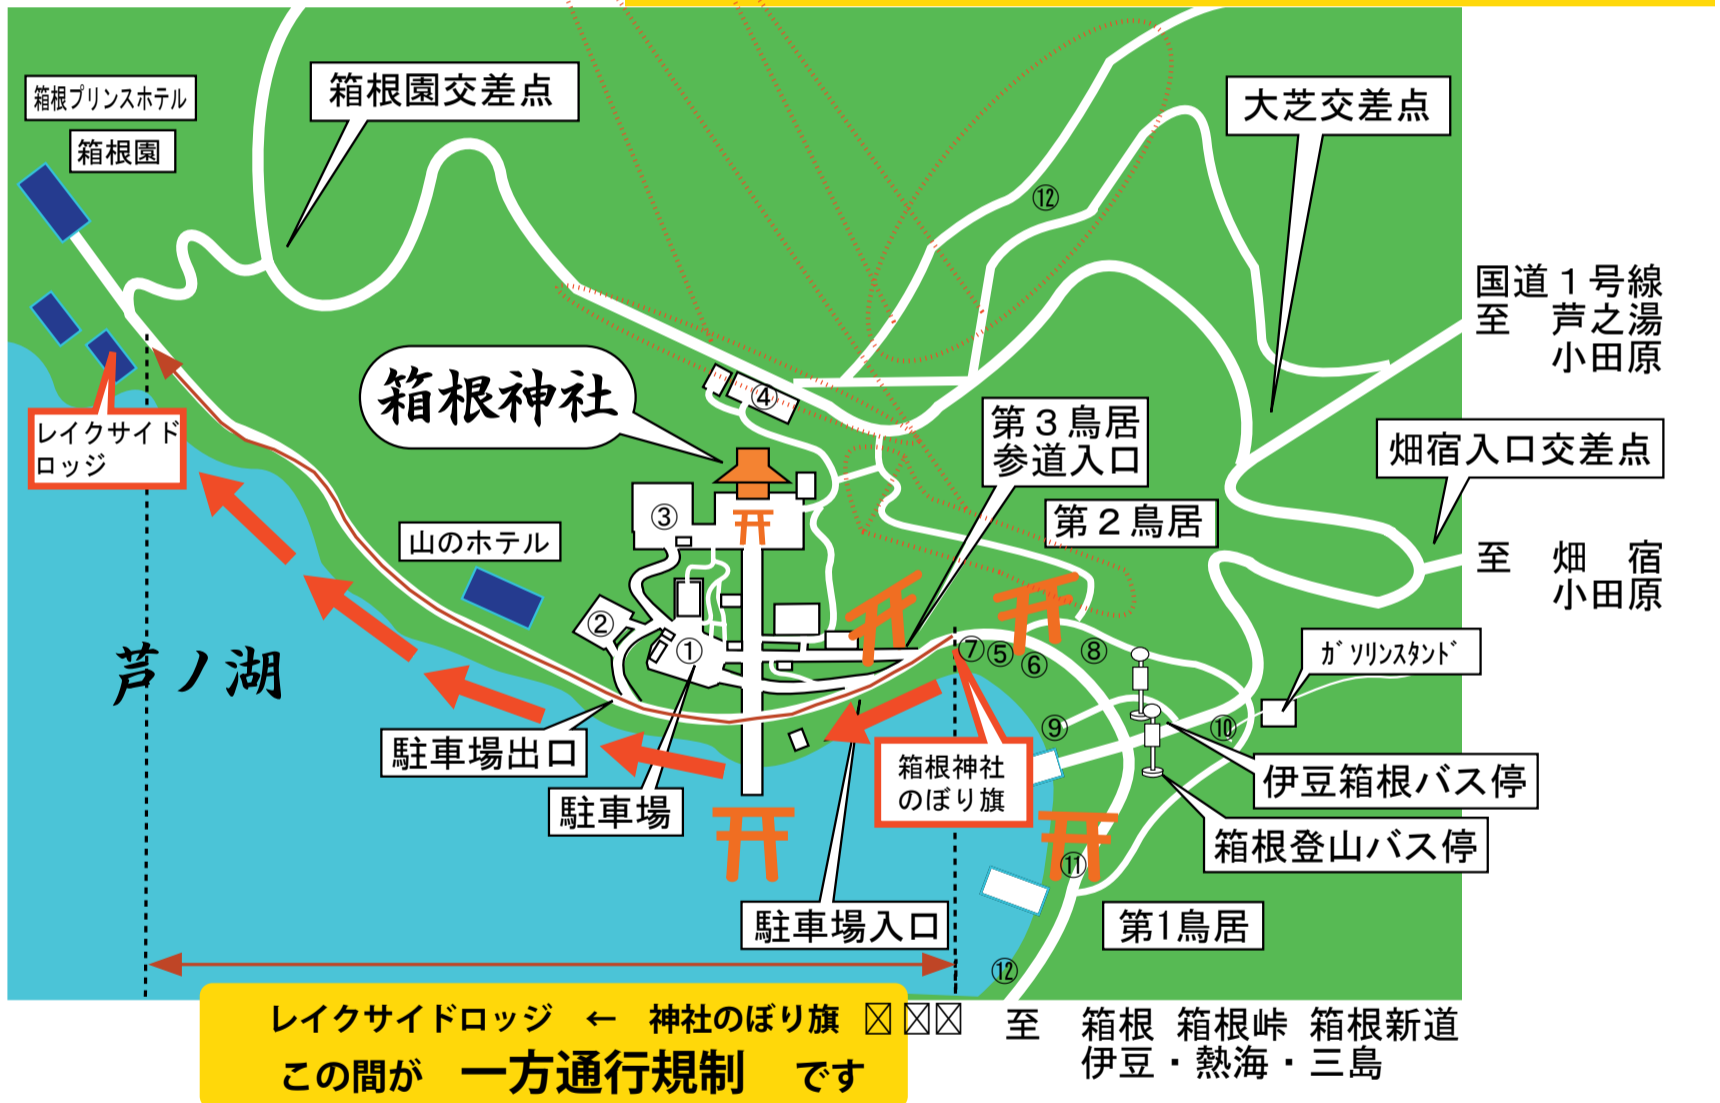 箱根プリンスホテル
箱根園
箱根園交差点
大芝交差点
⑫
国道１号線
至　芦之湯
小田原
箱根神社
④
第３鳥居
参道入口
畑宿入口交差点
レイクサイド
ロッジ
③
第２鳥居
山のホテル
至　畑　宿
小田原
②
①
⑦
⑤
⑥
⑧
ｶﾞｿﾘﾝｽﾀﾝﾄﾞ
芦ノ湖
⑨
⑩
駐車場出口
箱根神社
のぼり旗
伊豆箱根バス停
駐車場
箱根登山バス停
⑪
駐車場入口
第1鳥居
⑫
レイクサイドロッジ　←　神社のぼり旗
この間が　一方通行規制　です
至　箱根 箱根峠 箱根新道
伊豆・熱海・三島